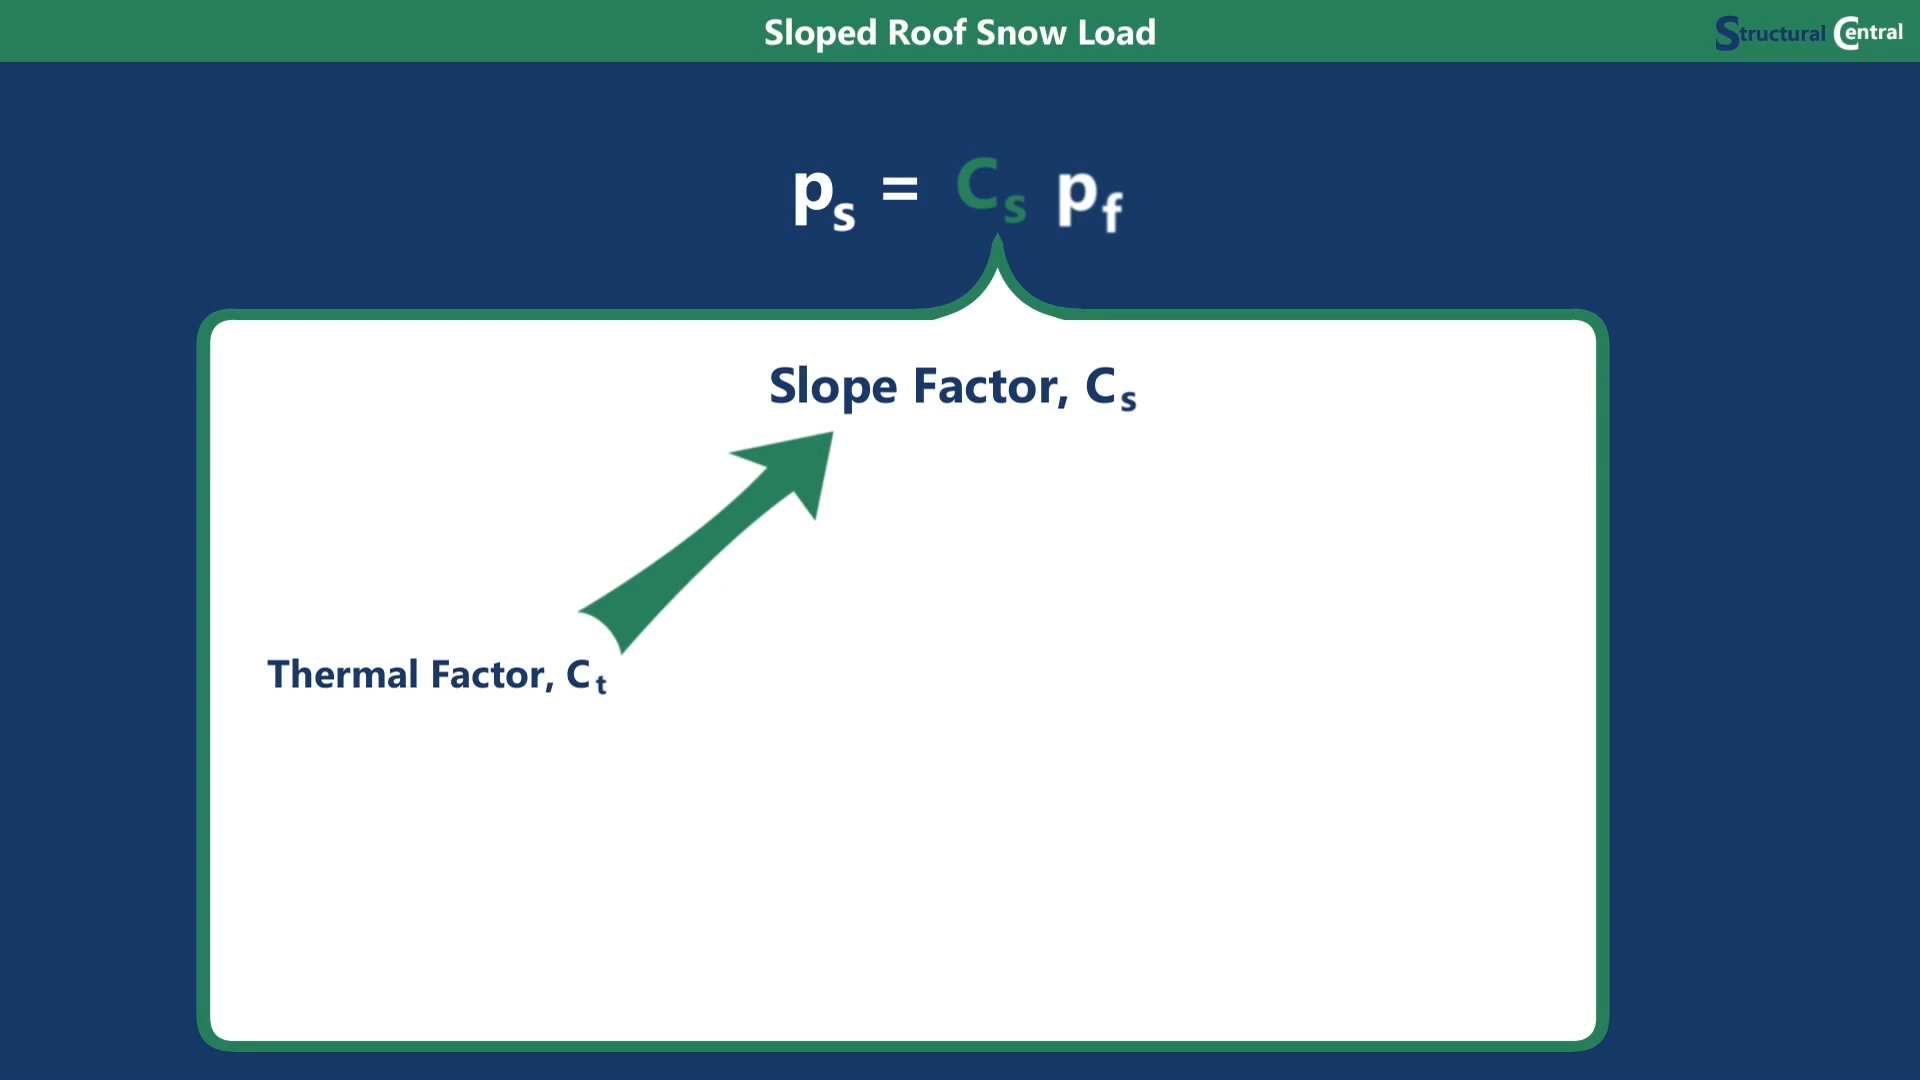 Sloped Roof Snow Load
Structural Central
ps = Cs pf
Slope Factor, Cs
Thermal Factor, Ct